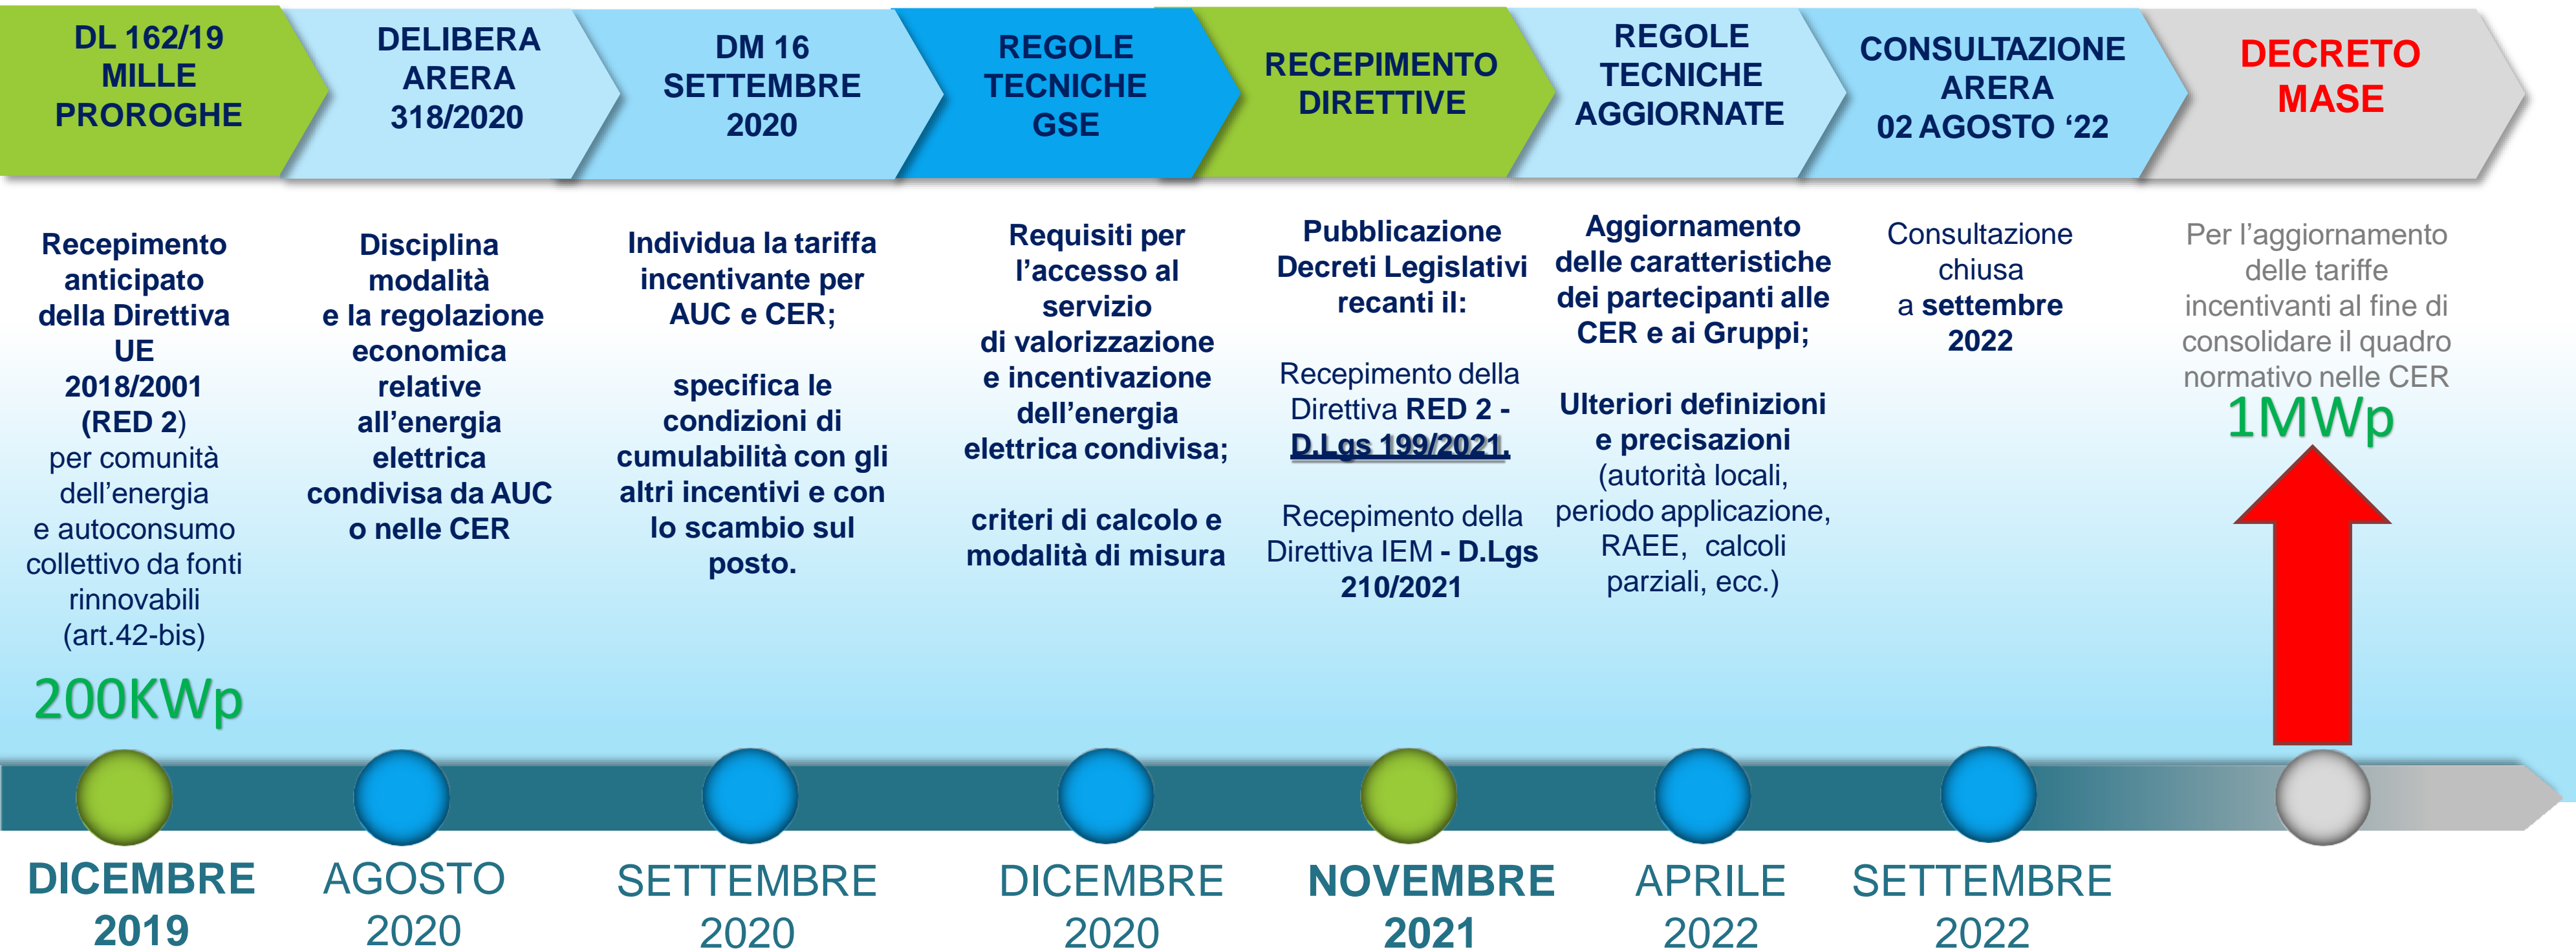 DL 162/19
MILLE
PROROGHE
DELIBERA
ARERA
318/2020
DM 16
SETTEMBRE
2020
REGOLE
TECNICHE
GSE
RECEPIMENTO
DIRETTIVE
REGOLE
TECNICHE
AGGIORNATE
CONSULTAZIONE
ARERA
02 AGOSTO ‘22
DECRETO
MASE
Recepimento
anticipato
della Direttiva
UE
2018/2001
(RED 2)
per comunità
dell’energia
e autoconsumo
collettivo da fonti
rinnovabili
(art.42-bis)
200KWp
Disciplina
modalità
e la regolazione
economica
relative
all’energia
elettrica
condivisa da AUC
o nelle CER
Individua la tariffa
incentivante per
AUC e CER;
specifica le
condizioni di
cumulabilità con gli
altri incentivi e con
lo scambio sul
posto.
Requisiti per
l’accesso al
servizio
di valorizzazione
e incentivazione
dell’energia
elettrica condivisa;
criteri di calcolo e
modalità di misura
Pubblicazione
Decreti Legislativi
recanti il:
Recepimento della
Direttiva RED 2 -
D.Lgs 199/2021.
Recepimento della
Direttiva IEM - D.Lgs
210/2021
Aggiornamento
delle caratteristiche
dei partecipanti alle
CER e ai Gruppi;
Ulteriori definizioni
e precisazioni
(autorità locali,
periodo applicazione,
RAEE, calcoli
parziali, ecc.)
Consultazione
chiusa
a settembre
2022
Per l’aggiornamento
delle tariffe
incentivanti al fine di
consolidare il quadro
normativo nelle CER
1MWp
DICEMBRE
2019
AGOSTO
2020
SETTEMBRE
2020
DICEMBRE
2020
NOVEMBRE
2021
APRILE
2022
SETTEMBRE
2022